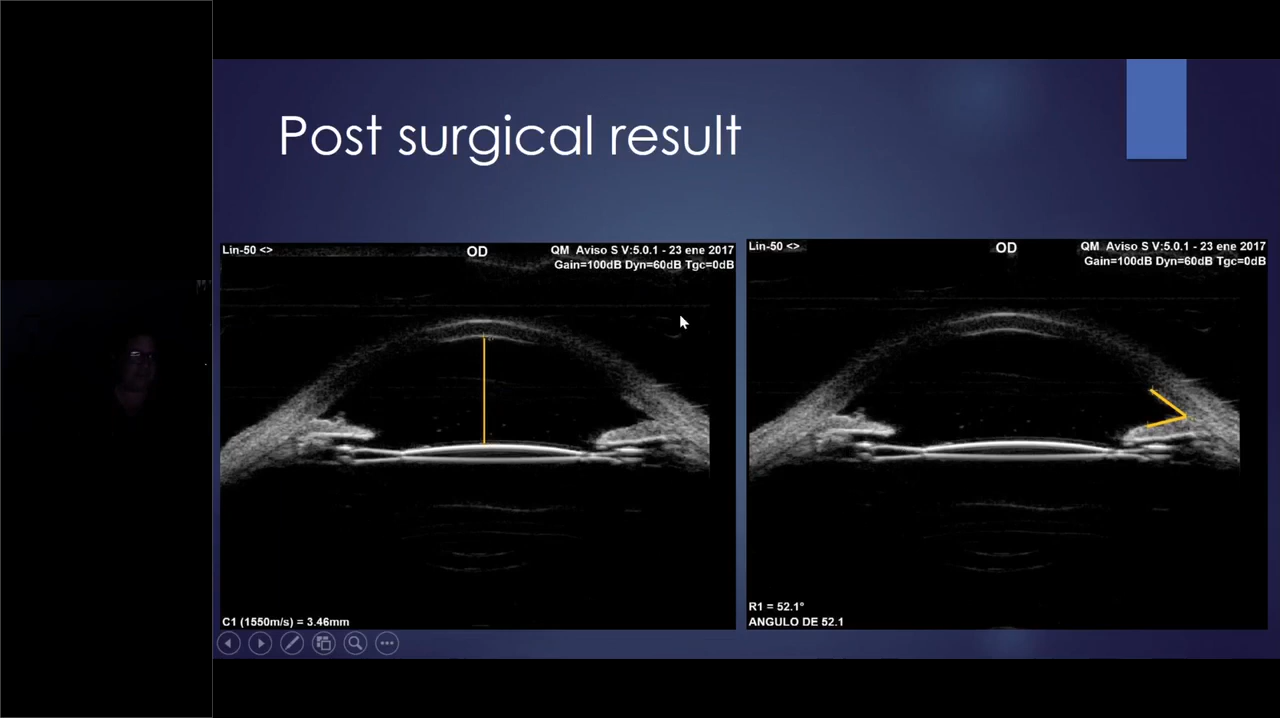 Post surgical result
Lin-50 <>
OD
QM Aviso S V:5.0.1 - 23 ene 2017
Gain=100dB Dyn=60dB Tgc=0dB
C1 (1550m/s) = 3.46mm
Lin-50 <>
OD
QM Aviso S V:5.0.1 - 23 ene 2017
Gain=100dB Dyn=60dB Tgc=0dB
R1 = 52.1°
ANGULO DE 52.1